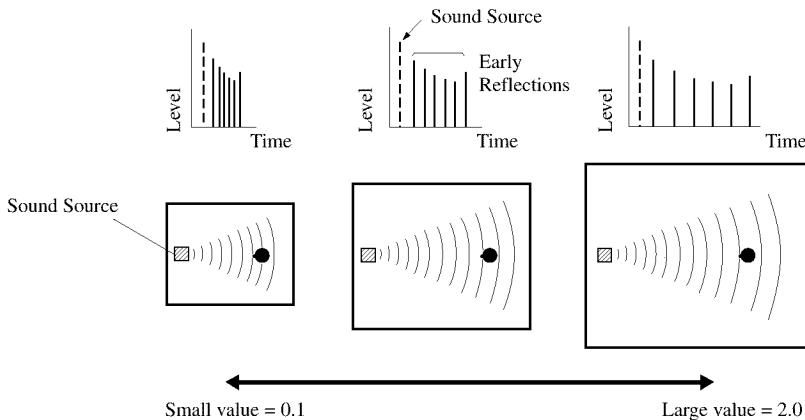 Sound Source
Early
Reflections
Level
Time
Level
Time
Level
Time
Sound Source
Small value = 0.1
Large value = 2.0